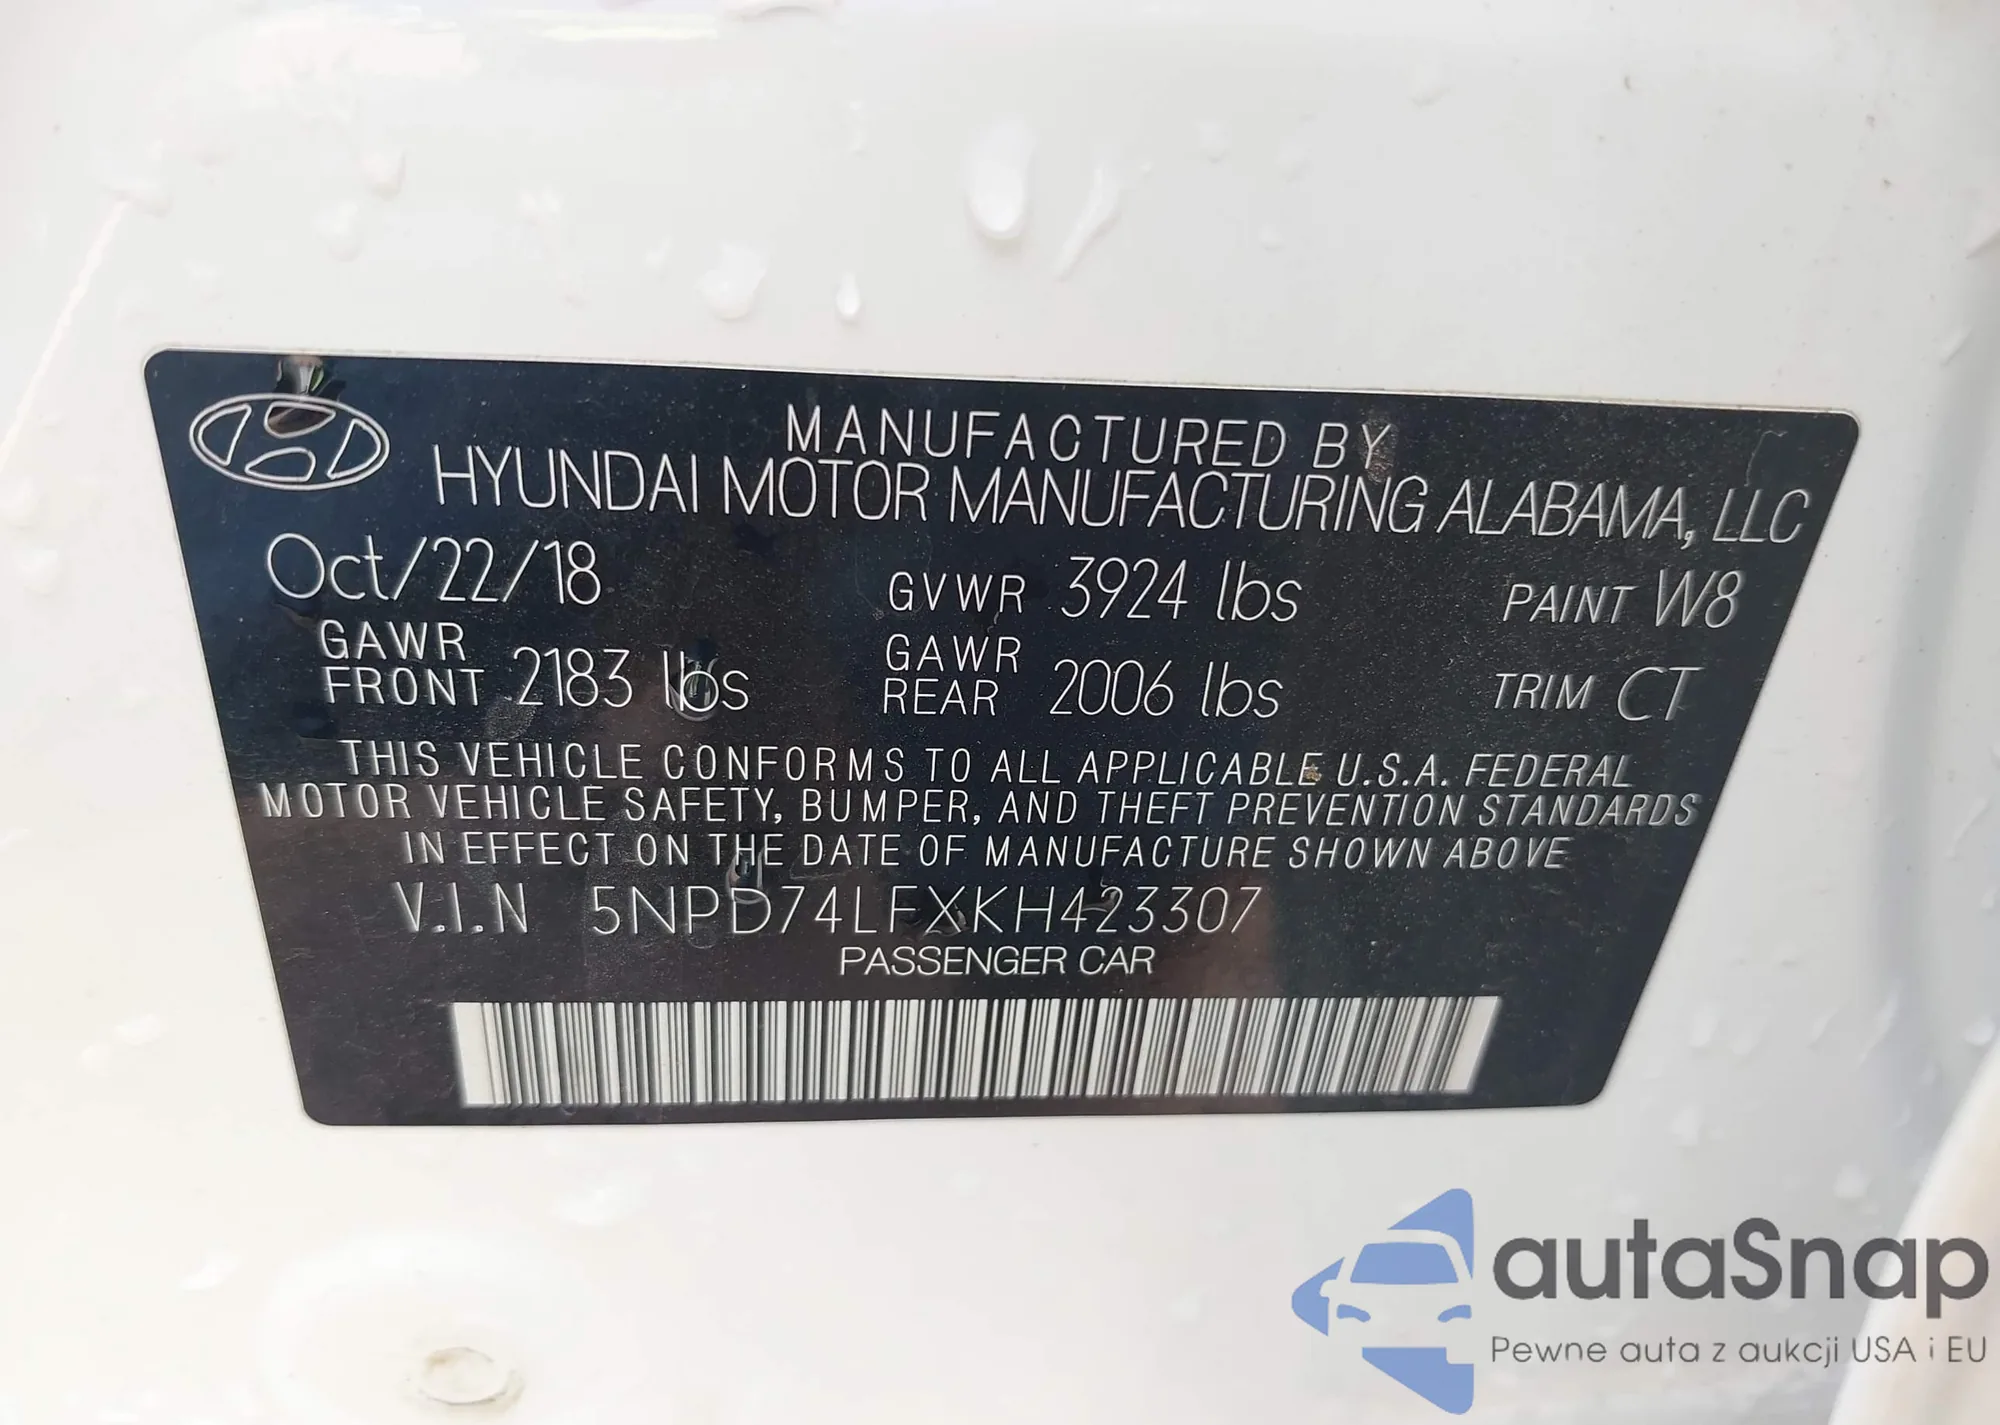 MANUFACTURED BY
HYUNDAI MOTOR MANUFACTURING ALABAMA, LLC
Oct/22/18 GVWR 3924 lbs PAINT W8
GAWR FRONT 2183 lbs GAWR REAR 2006 lbs TRIM CT
THIS VEHICLE CONFORMS TO ALL APPLICABLE U.S.A. FEDERAL
MOTOR VEHICLE SAFETY, BUMPER, AND THEFT PREVENTION STANDARDS
IN EFFECT ON THE DATE OF MANUFACTURE SHOWN ABOVE
V.I.N 5NPD74LFXKH423307
PASSENGER CAR
autaSnap
Pewne auta z aukcji USA i EU